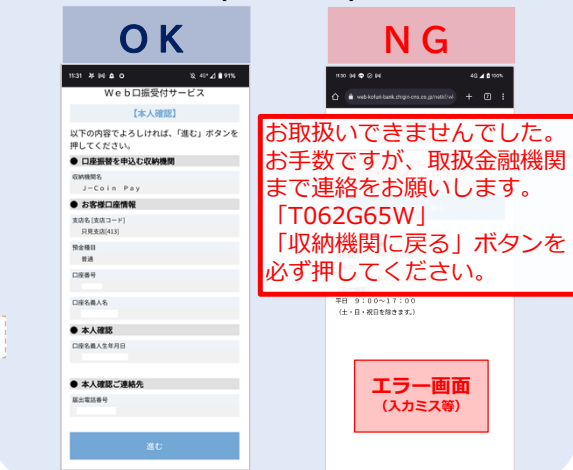 OK
11:31
91%
Web口振受付サービス
【本人確認】
以下の内容でよろしければ、「進む」ボタンを
押してください。
● 口座振替を申込む収納機関
収納機関名
J-Coin Pay
● お客様口座情報
支店名 [支店コード]
只見支店[413]
預金種目
普通
口座番号
口座名義人名
● 本人確認
口座名義人生年月日
● 本人確認ご連絡先
届出電話番号
進む
NG
11:30
4G
100%
お取扱いできませんでした。
お手数ですが、取扱金融機関
まで連絡をお願いします。
「T062G65W」
「収納機関に戻る」ボタンを
必ず押してください。
平日 9：00～17：00
（土・日・祝日を除きます。）
エラー画面
（入力ミス等）